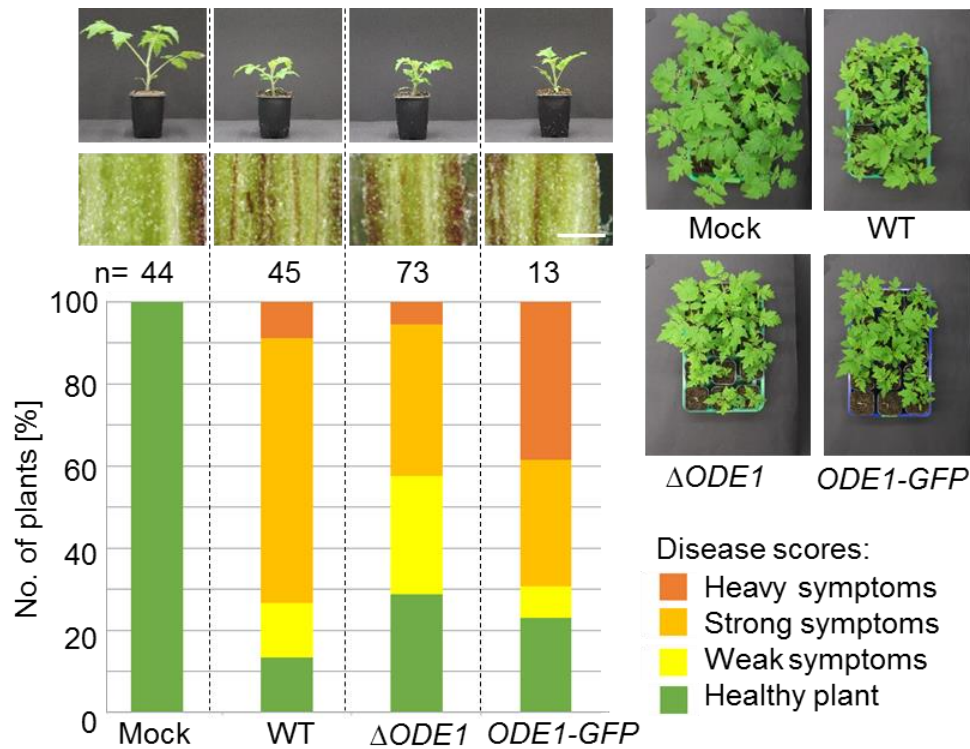 n= 44 45 73 13
100
80
60
40
20
0
No. of plants [%]
Mock WT ΔODE1 ODE1-GFP
Mock WT
ΔODE1 ODE1-GFP
Disease scores:
Heavy symptoms
Strong symptoms
Weak symptoms
Healthy plant